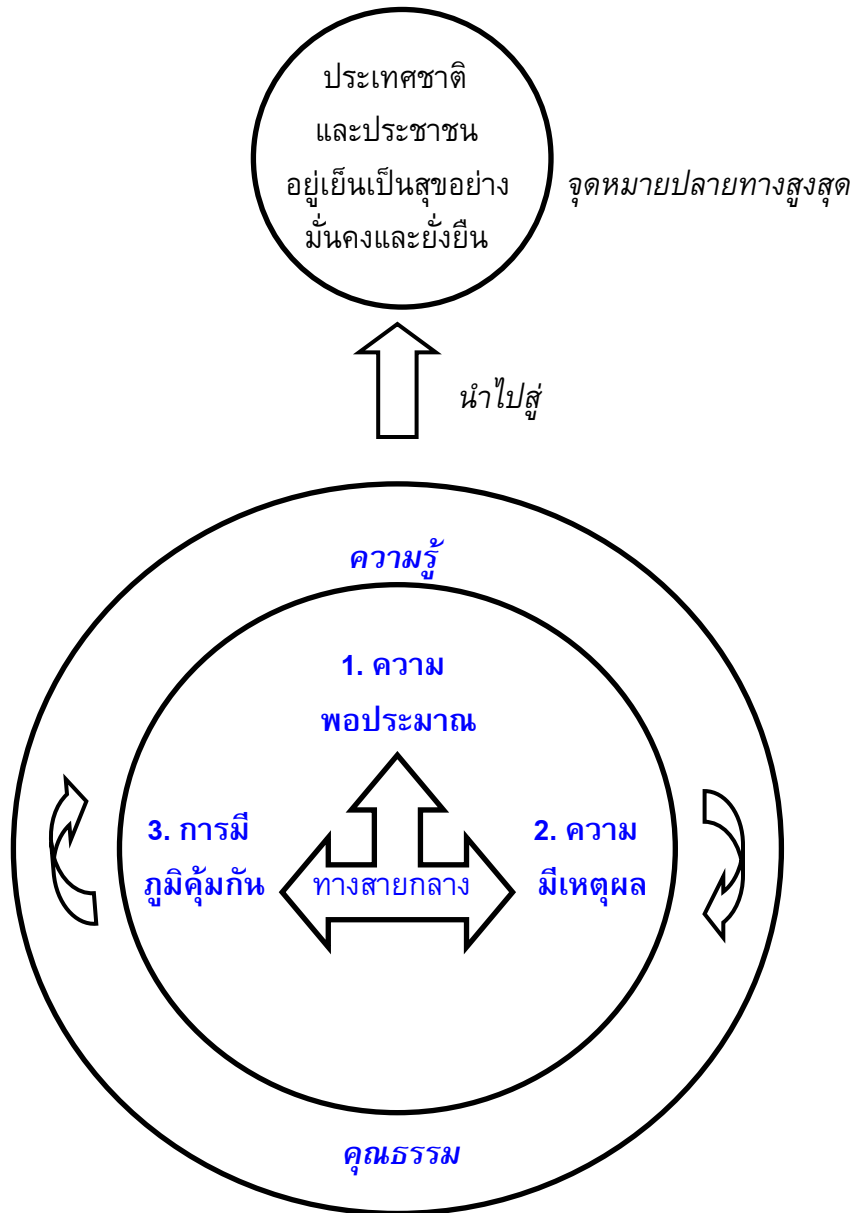 ประเทศชาติ
และประชาชน
อยู่เย็นเป็นสุขอย่าง
มั่นคงและยั่งยืน
จุดหมายปลายทางสูงสุด
นำไปสู่
ความรู้
1. ความ
พอประมาณ
3. การมี
ภูมิคุ้มกัน
ทางสายกลาง
2. ความ
มีเหตุผล
คุณธรรม